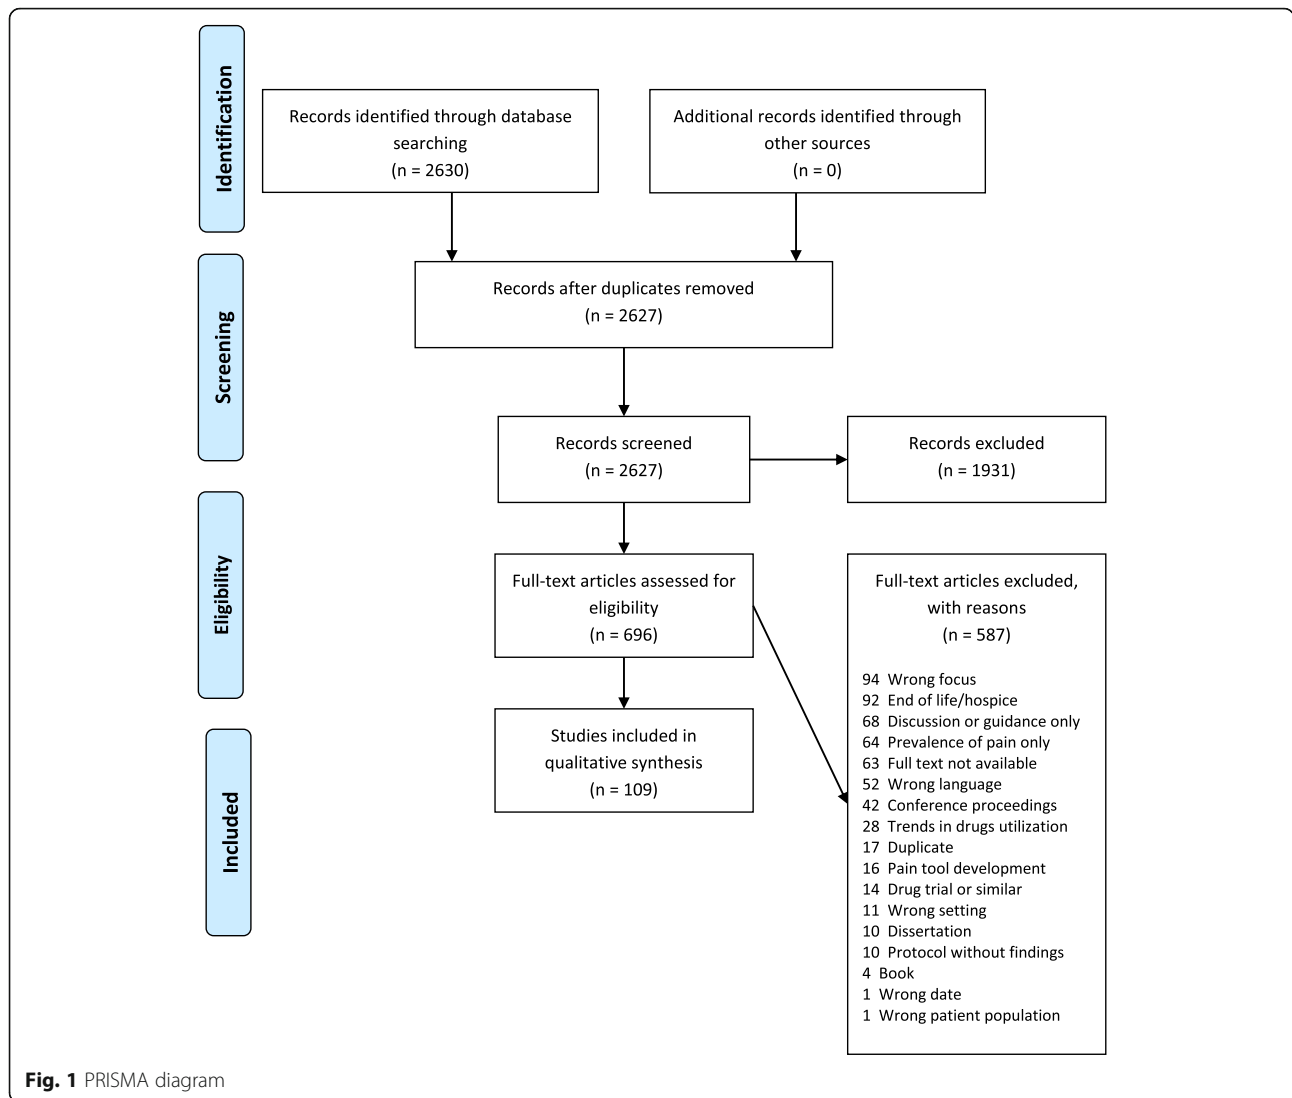 Identification
Records identified through database
searching
(n = 2630)
Additional records identified through
other sources
(n = 0)
Screening
Records after duplicates removed
(n = 2627)
Records screened
(n = 2627)
Records excluded
(n = 1931)
Eligibility
Full-text articles assessed for
eligibility
(n = 696)
Full-text articles excluded,
with reasons
(n = 587)
94 Wrong focus
92 End of life/hospice
68 Discussion or guidance only
64 Prevalence of pain only
63 Full text not available
52 Wrong language
42 Conference proceedings
28 Trends in drugs utilization
17 Duplicate
16 Pain tool development
14 Drug trial or similar
11 Wrong setting
10 Dissertation
10 Protocol without findings
4 Book
1 Wrong date
1 Wrong patient population
Included
Studies included in
qualitative synthesis
(n = 109)
Fig. 1 PRISMA diagram